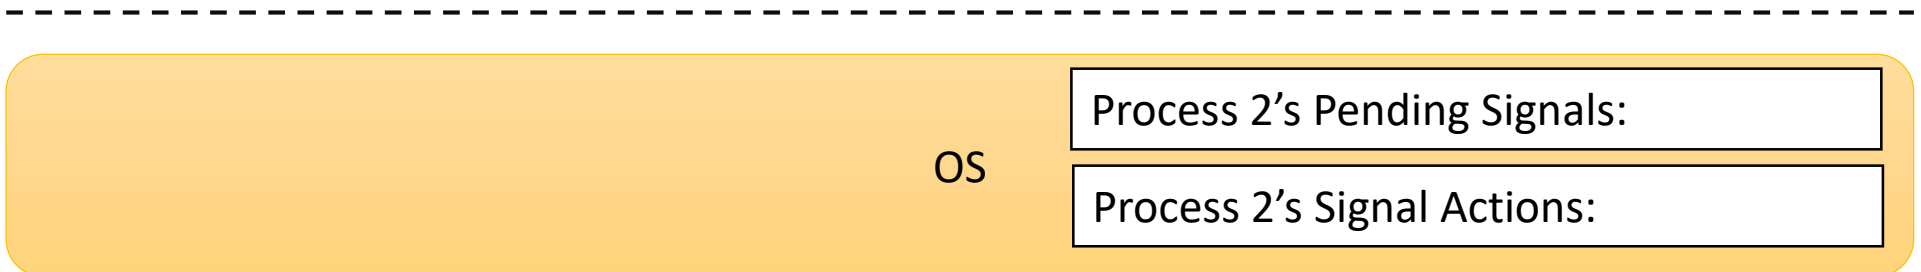 Process 2’s Pending Signals:
OS
Process 2’s Signal Actions: